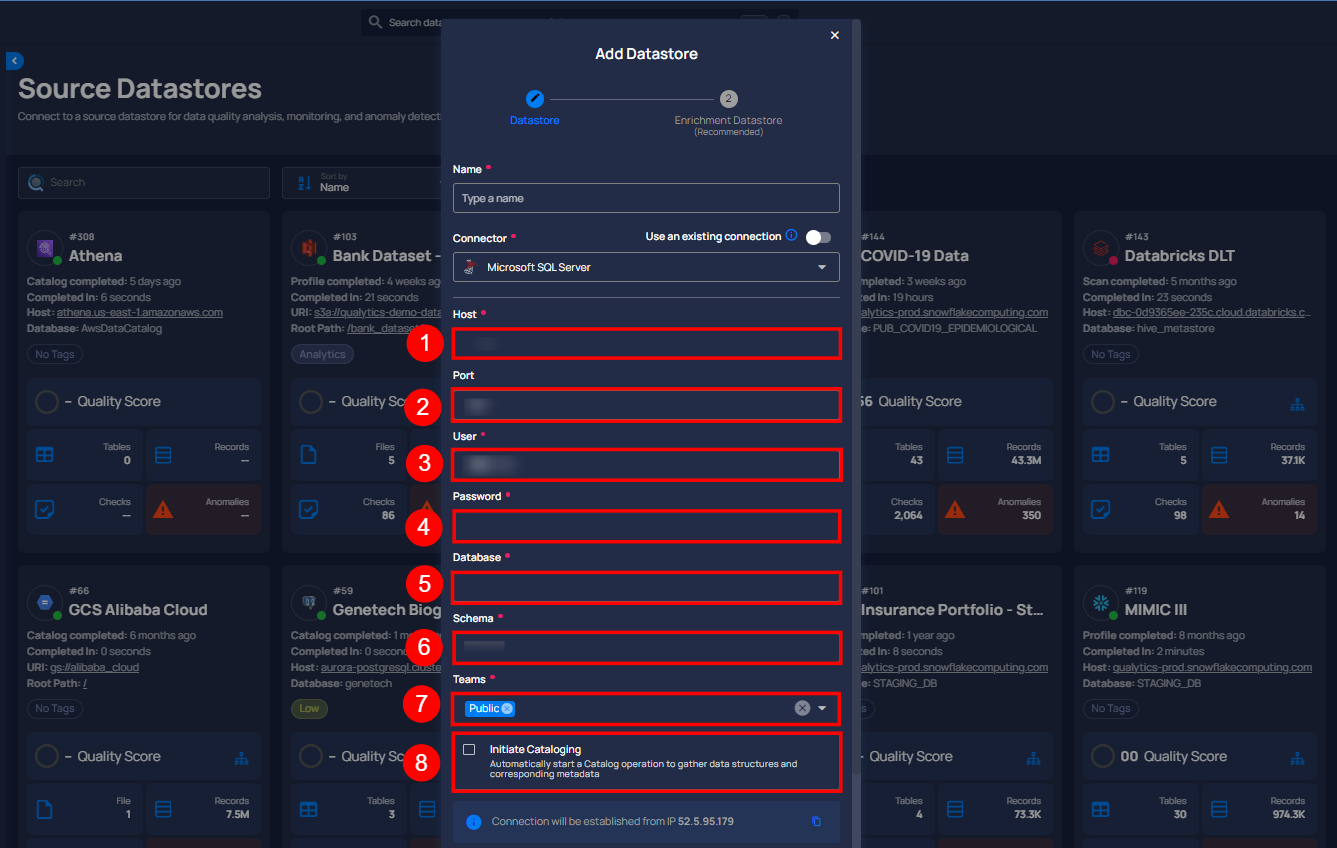 Search data
Add Datastore
Source Datastores
Connect to a source datastore for data quality analysis, monitoring, and anomaly detect
Datastore
2
Enrichment Datastore
(Recommended)
Search
Sort by
Name
Name *
Type a name
Connector *
Use an existing connection
Microsoft SQL Server
Host *
1
Port
2
User *
3
Password *
4
Database *
5
Schema *
6
Teams *
7
Public
8
Initiate Cataloging
Automatically start a Catalog operation to gather data structures and
corresponding metadata
Connection will be established from IP 52.5.95.179
#308
Athena
Catalog completed: 5 days ago
Completed In: 6 seconds
Host: athena.us-east-1.amazonaws.com
Database: AwsDataCatalog
No Tags
– Quality Score
Tables
0
Records
--
Checks
--
Anomalies
--
#103
Bank Dataset -
Profile completed: 4 weeks ag
Completed In: 21 seconds
URI: s3a://qualytics-demo-data
Root Path: /bank_dataset
Analytics
– Quality Sc
Files
5
Checks
86
#144
COVID-19 Data
mpleted: 3 weeks ago
In: 19 hours
alytics-prod.snowflakecomputing.com
e: PUB_COVID19_EPIDEMIOLOGICAL
56 Quality Score
Tables
43
Records
43.3M
Checks
2,064
Anomalies
350
#143
Databricks DLT
Scan completed: 5 months ago
Completed In: 23 seconds
Host: dbc-0d9365ee-235c.cloud.databricks.c...
Database: hive_metastore
No Tags
– Quality Score
Tables
5
Records
37.1K
Checks
98
Anomalies
14
#66
GCS Alibaba Cloud
Catalog completed: 6 months ago
Completed In: 0 seconds
URI: gs://alibaba_cloud
Root Path: /
No Tags
– Quality Score
File
1
Records
7.5M
#59
Genetech Biog
Catalog completed: 1 m
Completed In: 0 secon
Host: aurora-postgresql.cluste
Database: genetech
Low
– Quality Sco
Tables
3
#101
Insurance Portfolio - St...
mpleted: 1 year ago
In: 8 seconds
alytics-prod.snowflakecomputing.com
e: STAGING_DB
s
– Quality Score
Tables
4
Records
73.3K
#119
MIMIC III
Profile completed: 8 months ago
Completed In: 2 minutes
Host: qualytics-prod.snowflakecomputing.com
Database: STAGING_DB
No Tags
00 Quality Score
Tables
30
Records
974.3K